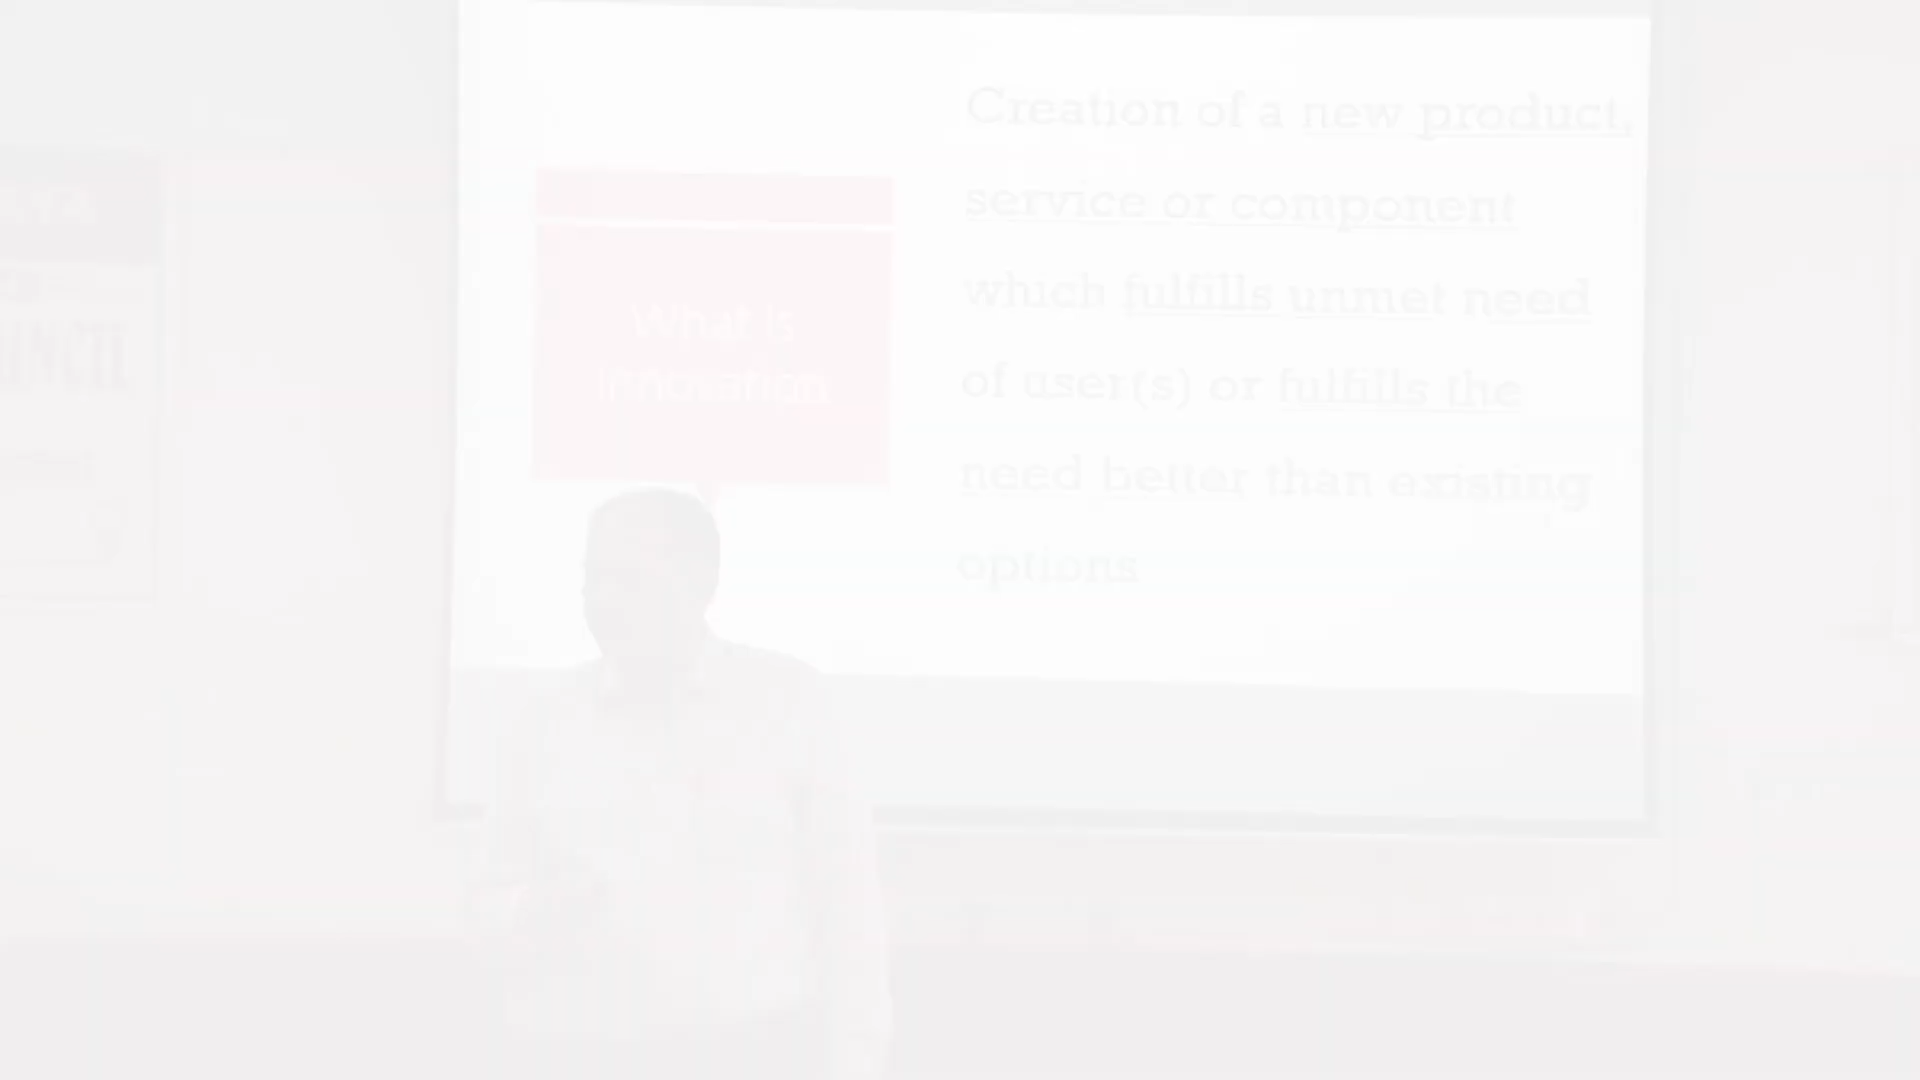 What is
Innovation
Creation of a new product,
service or component
which fulfills unmet need
of user(s) or fulfills the
need better than existing
options